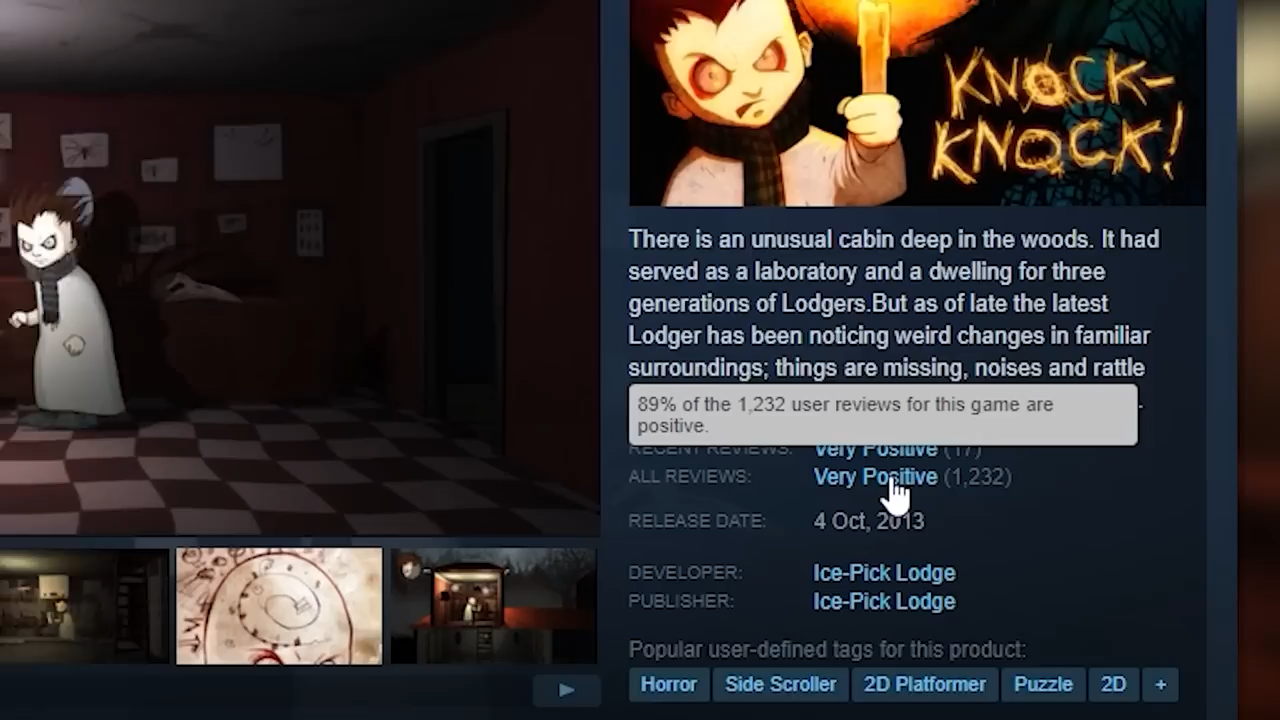 KNOCK-
KNOCK!
There is an unusual cabin deep in the woods. It had
served as a laboratory and a dwelling for three
generations of Lodgers.But as of late the latest
Lodger has been noticing weird changes in familiar
surroundings; things are missing, noises and rattle
89% of the 1,232 user reviews for this game are
positive.
RECENT REVIEWS: Very Positive (17)
ALL REVIEWS: Very Positive (1,232)
RELEASE DATE: 4 Oct, 2013
DEVELOPER: Ice-Pick Lodge
PUBLISHER: Ice-Pick Lodge
Popular user-defined tags for this product:
Horror Side Scroller 2D Platformer Puzzle 2D +